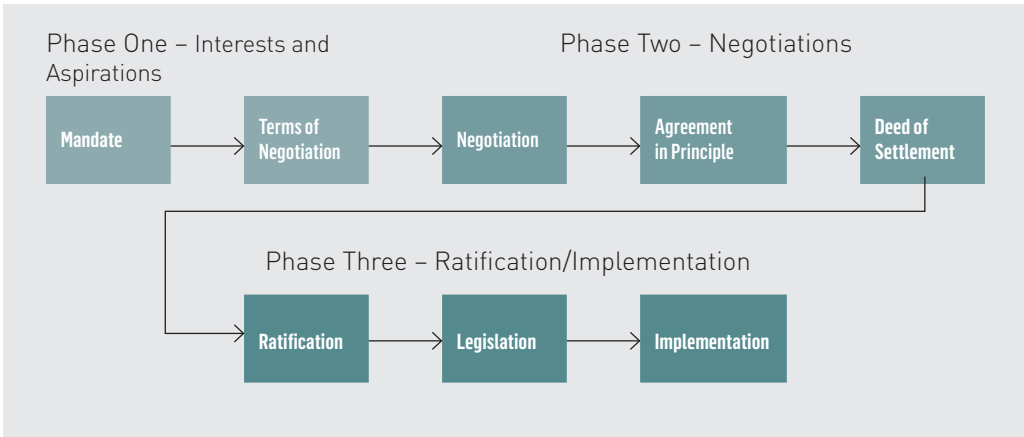 Phase One – Interests and
Aspirations
Phase Two – Negotiations
Mandate
Terms of
Negotiation
Negotiation
Agreement
in Principle
Deed of
Settlement
Phase Three – Ratification/Implementation
Ratification
Legislation
Implementation